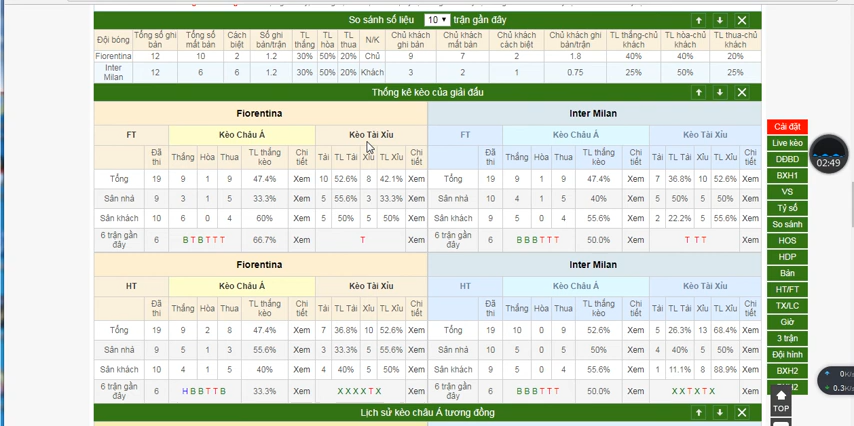 So sánh số liệu 10 trận gần đây
Đội bóng Tổng số ghi bàn Tổng số mất bàn Cách biệt Số ghi bàn/trận TL thắng TL hòa TL thua N/K Chủ khách ghi bàn Chủ khách mất bàn Chủ khách cách biệt Chủ khách ghi bàn/trận TL thắng-chủ khách TL hòa-chủ khách TL thua-chủ khách
Fiorentina 12 10 2 1.2 30% 50% 20% Chủ 9 7 2 1.8 40% 40% 20%
Inter Milan 12 6 6 1.2 30% 50% 20% Khách 3 2 1 0.75 25% 50% 25%
Thống kê kèo của giải đấu
Fiorentina Inter Milan
FT Kèo Châu Á Kèo Tài Xỉu FT Kèo Châu Á Kèo Tài Xỉu
Đã thi Thắng Hòa Thua TL thắng kèo Chi tiết Tài TL Tài Xỉu TL Xỉu Chi tiết Đã thi Thắng Hòa Thua TL thắng kèo Chi tiết Tài TL Tài Xỉu TL Xỉu Chi tiết
Tổng 19 9 1 9 47.4% Xem 10 52.6% 8 42.1% Xem Tổng 19 9 1 9 47.4% Xem 7 36.8% 10 52.6% Xem
Sân nhà 9 3 1 5 33.3% Xem 5 55.6% 3 33.3% Xem Sân nhà 10 4 1 5 40% Xem 5 50% 5 50% Xem
Sân khách 10 6 0 4 60% Xem 5 50% 5 50% Xem Sân khách 9 5 0 4 55.6% Xem 2 22.2% 5 55.6% Xem
6 trận gần đây 6 B T B T T T 66.7% Xem T Xem 6 trận gần đây 6 B B B T T T 50.0% Xem T T T Xem
Fiorentina Inter Milan
HT Kèo Châu Á Kèo Tài Xỉu HT Kèo Châu Á Kèo Tài Xỉu
Đã thi Thắng Hòa Thua TL thắng kèo Chi tiết Tài TL Tài Xỉu TL Xỉu Chi tiết Đã thi Thắng Hòa Thua TL thắng kèo Chi tiết Tài TL Tài Xỉu TL Xỉu Chi tiết
Tổng 19 9 2 8 47.4% Xem 7 36.8% 10 52.6% Xem Tổng 19 10 0 9 52.6% Xem 5 26.3% 13 68.4% Xem
Sân nhà 9 5 1 3 55.6% Xem 3 33.3% 5 55.6% Xem Sân nhà 10 5 0 5 50% Xem 4 40% 5 50% Xem
Sân khách 10 4 1 5 40% Xem 4 40% 5 50% Xem Sân khách 9 5 0 4 55.6% Xem 1 11.1% 8 88.9% Xem
6 trận gần đây 6 H B B T T B 33.3% Xem X X X X T X Xem 6 trận gần đây 6 B B B T T T 50.0% Xem X X T X T X Xem
Lịch sử kèo châu Á tương đồng
Cài đặt
Live kèo
DĐBD
BXH1
VS
Tỷ số
So sánh
HOS
HDP
Bàn
HT/FT
TX/LC
Giờ
3 trận
Đội hình
BXH2
TOP
02:49